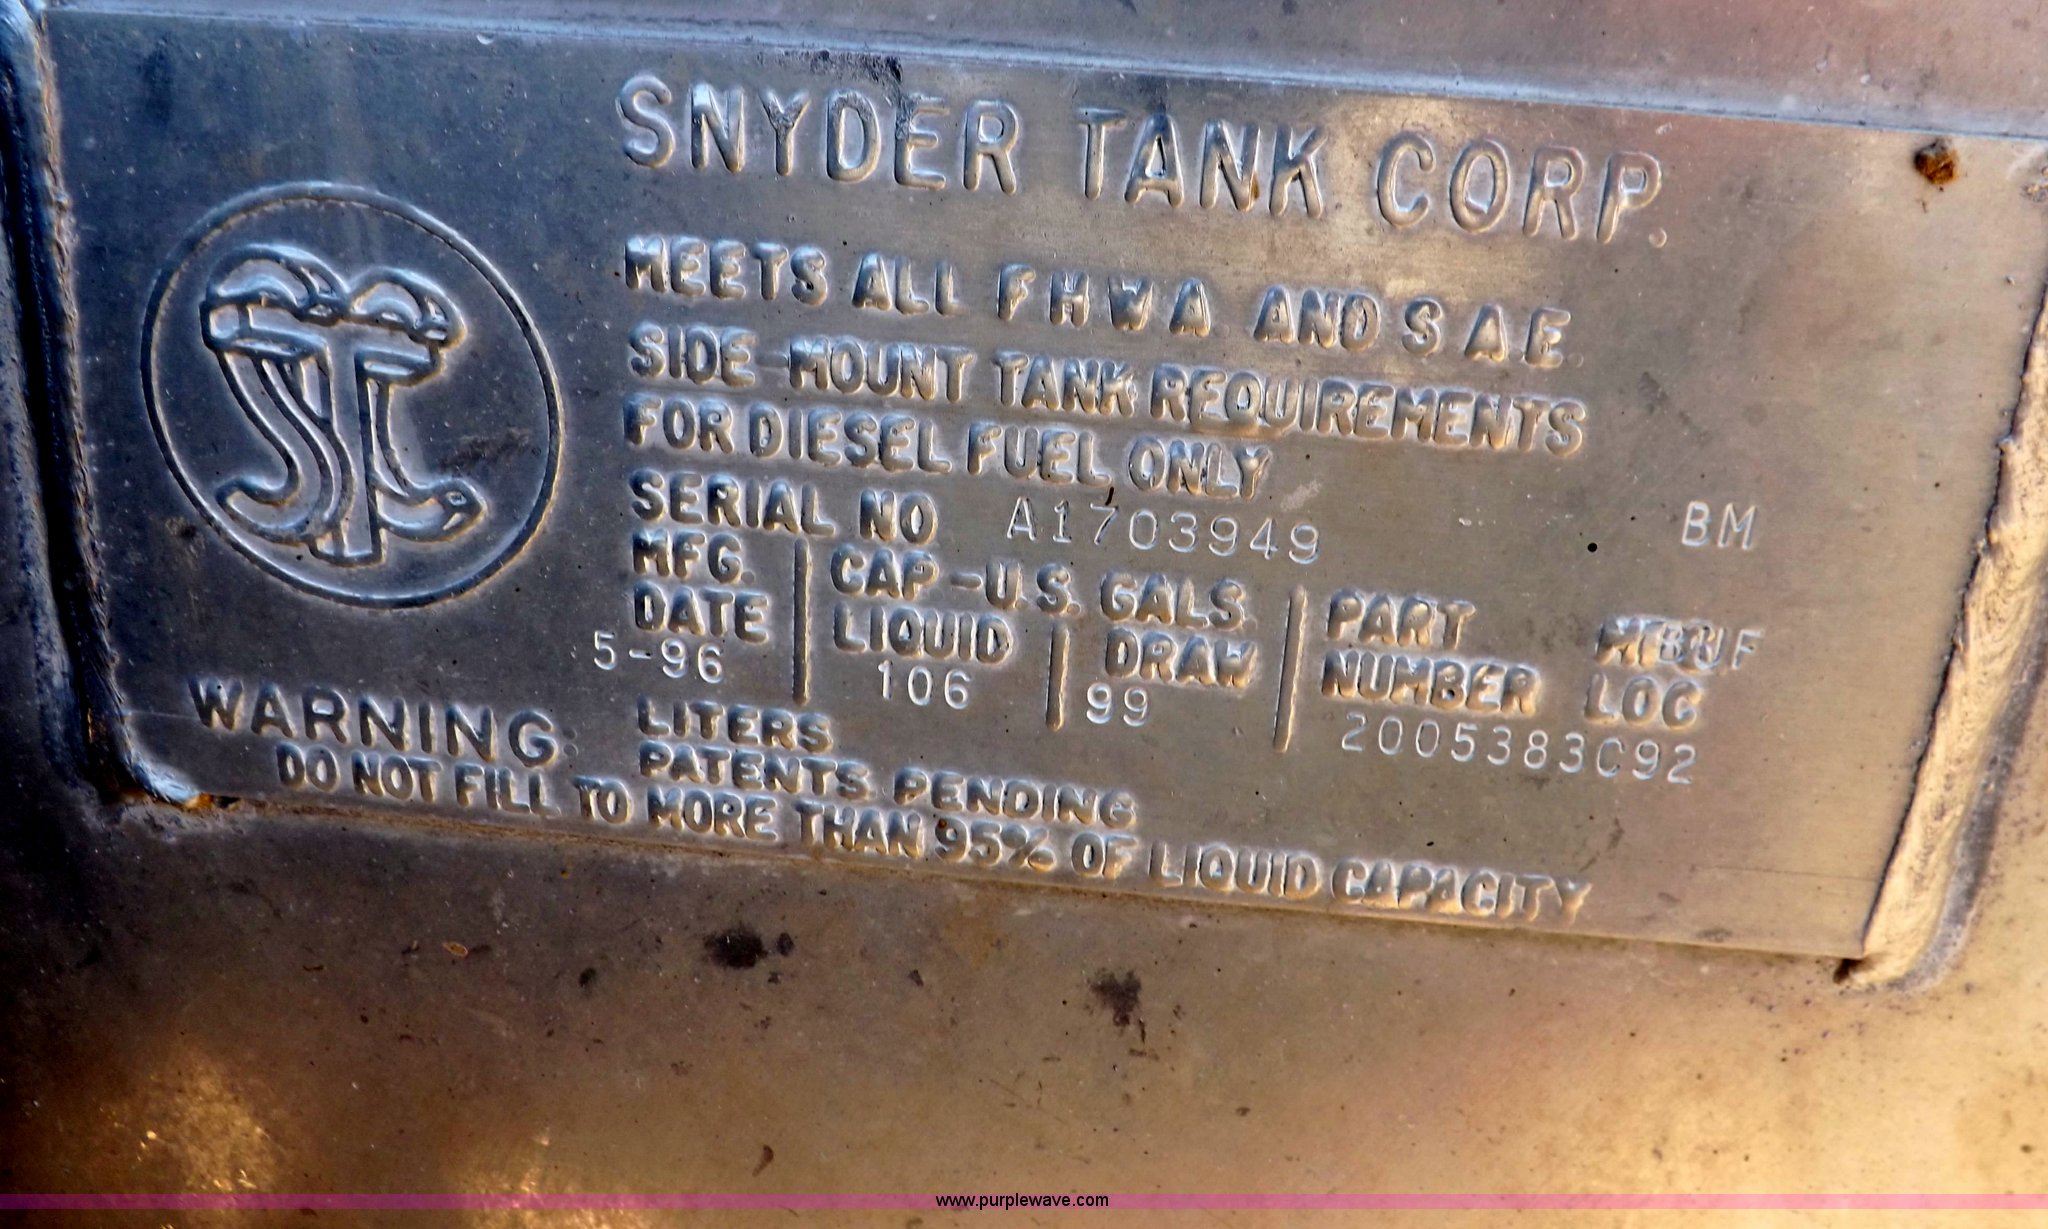 SNYDER TANK CORP.
MEETS ALL F H W A AND S A E.
SIDE-MOUNT TANK REQUIREMENTS
FOR DIESEL FUEL ONLY
SERIAL NO A1703949 BM
MFG. DATE CAP-U.S. GALS. PART
LIQUID DRAW NUMBER LOC
5-96 106 99 2005383C92
WARNING: LITERS
PATENTS PENDING
DO NOT FILL TO MORE THAN 95% OF LIQUID CAPACITY
www.purplewave.com